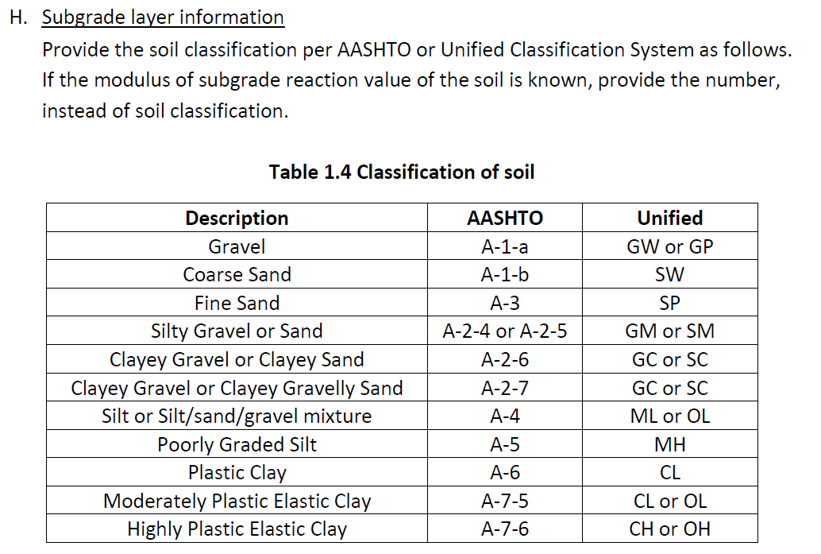 H. Subgrade layer information
Provide the soil classification per AASHTO or Unified Classification System as follows.
If the modulus of subgrade reaction value of the soil is known, provide the number,
instead of soil classification.
Table 1.4 Classification of soil
Description AASHTO Unified
Gravel A-1-a GW or GP
Coarse Sand A-1-b SW
Fine Sand A-3 SP
Silty Gravel or Sand A-2-4 or A-2-5 GM or SM
Clayey Gravel or Clayey Sand A-2-6 GC or SC
Clayey Gravel or Clayey Gravelly Sand A-2-7 GC or SC
Silt or Silt/sand/gravel mixture A-4 ML or OL
Poorly Graded Silt A-5 MH
Plastic Clay A-6 CL
Moderately Plastic Elastic Clay A-7-5 CL or OL
Highly Plastic Elastic Clay A-7-6 CH or OH